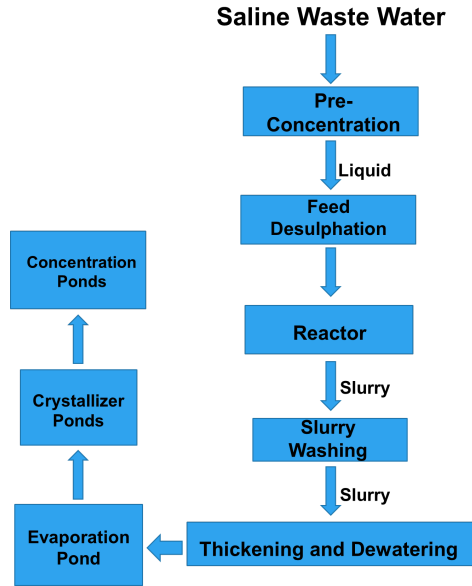 Saline Waste Water
Pre-
Concentration
Liquid
Feed
Desulphation
Reactor
Slurry
Slurry
Washing
Slurry
Thickening and Dewatering
Evaporation
Pond
Crystallizer
Ponds
Concentration
Ponds